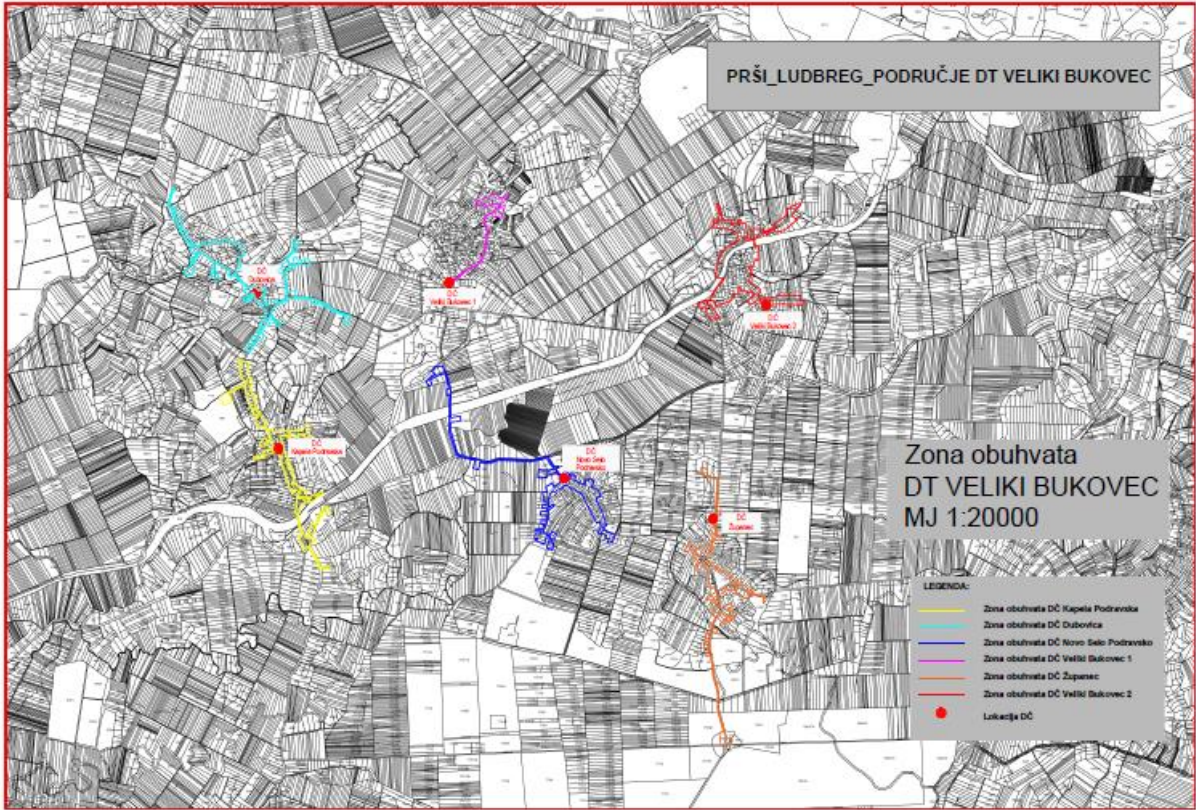 PRŠI_LUDBREG_PODRUČJE DT VELIKI BUKOVEC
DČ
Dubovica
DČ
Veliki Bukovec 1
DČ
Veliki Bukovec 2
DČ
Kapela Podravska
DČ
Novo Selo
Podravsko
DČ
Županec
Zona obuhvata
DT VELIKI BUKOVEC
MJ 1:20000
LEGENDA:
Zona obuhvata DČ Kapela Podravska
Zona obuhvata DČ Dubovica
Zona obuhvata DČ Novo Selo Podravsko
Zona obuhvata DČ Veliki Bukovec 1
Zona obuhvata DČ Županec
Zona obuhvata DČ Veliki Bukovec 2
Lokacija DČ